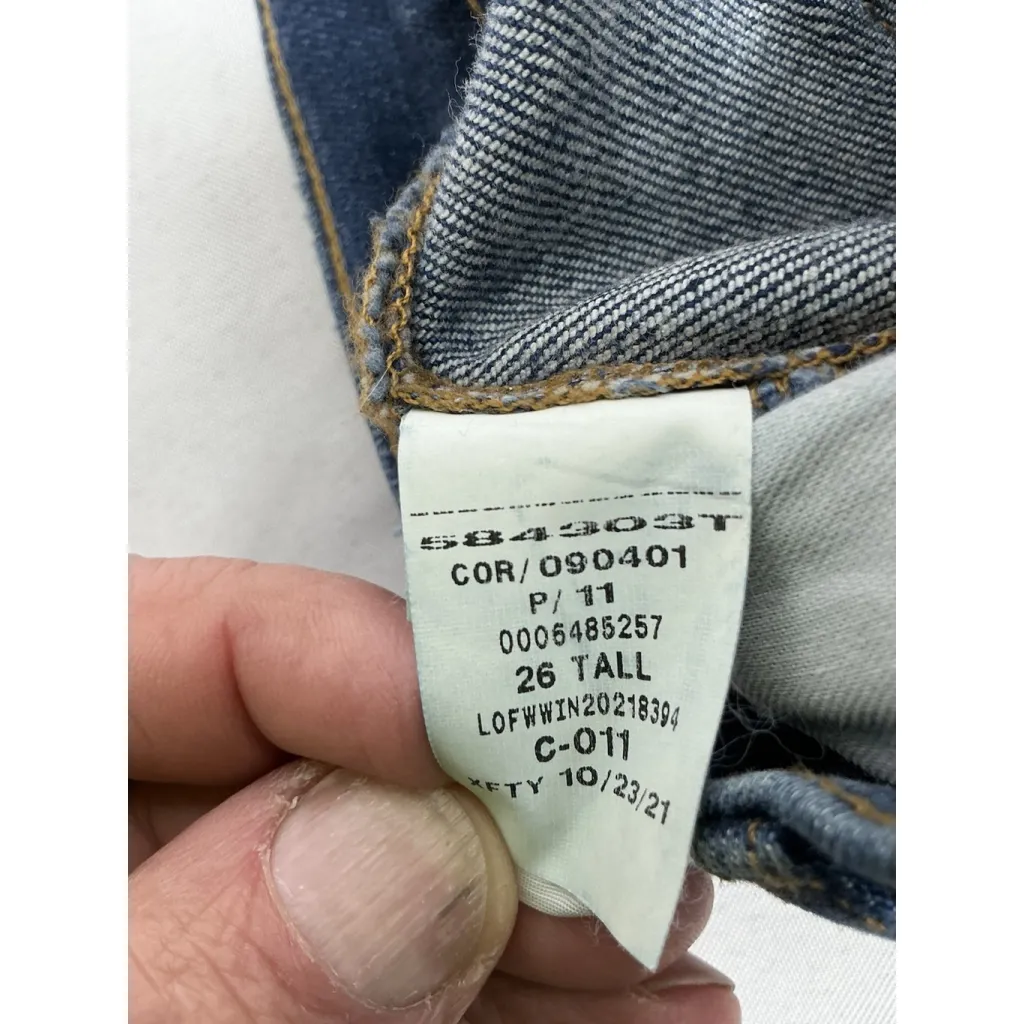 584903T
COR/090401
P/ 11
0006485257
26 TALL
LOFWWIN20218394
C-011
XFTY 10/23/21